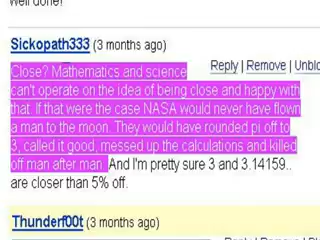 Well done!
Sickopath333 (3 months ago)
Reply | Remove | Unblo
Close? Mathematics and science
can't operate on the idea of being close and happy with
that. If that were the case NASA would never have flown
a man to the moon. They would have rounded pi off to
3, called it good, messed up the calculations and killed
off man after man. And I'm pretty sure 3 and 3.14159..
are closer than 5% off.
Thunderf00t (3 months ago)